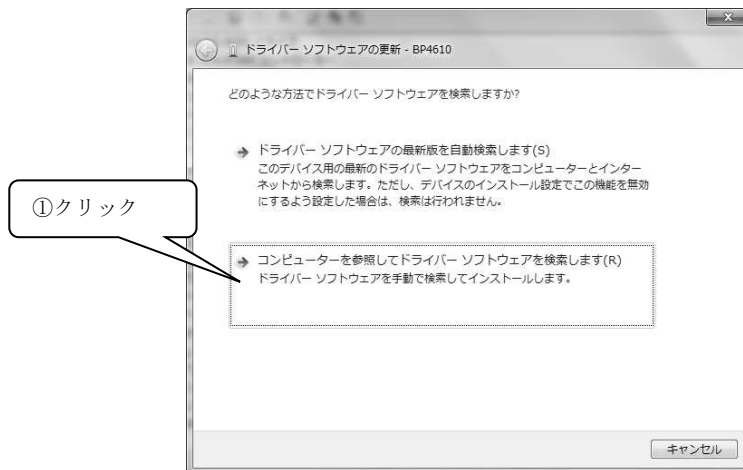 ドライバー ソフトウェアの更新 - BP4610
どのような方法でドライバー ソフトウェアを検索しますか?
ドライバー ソフトウェアの最新版を自動検索します(S)
このデバイス用の最新のドライバー ソフトウェアをコンピューターとインター
ネットから検索します。ただし、デバイスのインストール設定でこの機能を無効
にするよう設定した場合は、検索は行われません。
①クリック
コンピューターを参照してドライバー ソフトウェアを検索します(R)
ドライバー ソフトウェアを手動で検索してインストールします。
キャンセル